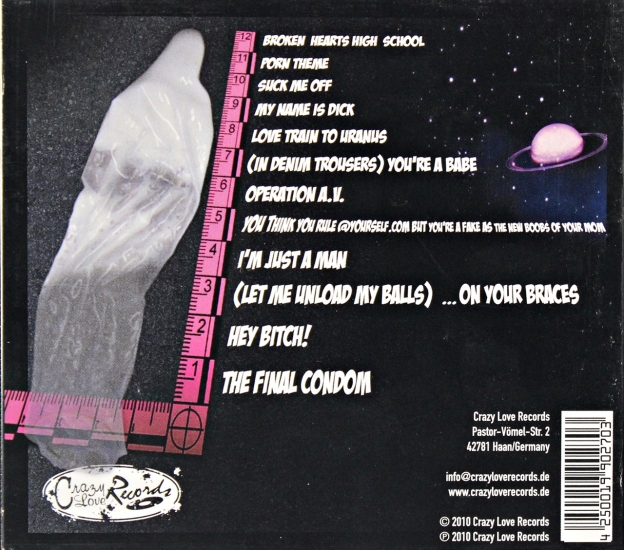 12 BROKEN HEARTS HIGH SCHOOL
11 PORN THEME
10 SUCK ME OFF
9 MY NAME IS DICK
8 LOVE TRAIN TO URANUS
7 (IN DENIM TROUSERS) YOU'RE A BABE
6 OPERATION A.V.
5 YOU THINK YOU RULE @YOURSELF.COM BUT YOU'RE A FAKE AS THE NEW BOOBS OF YOUR MOM
4 I'M JUST A MAN
3 (LET ME UNLOAD MY BALLS) ...ON YOUR BRACES
2 HEY BITCH!
1 THE FINAL CONDOM
Crazy Love Records
Pastor-Vömel-Str. 2
42781 Haan/Germany
info@crazyloverecords.de
www.crazyloverecords.de
© 2010 Crazy Love Records
℗ 2010 Crazy Love Records
4 250019 902703
Crazy Love Records